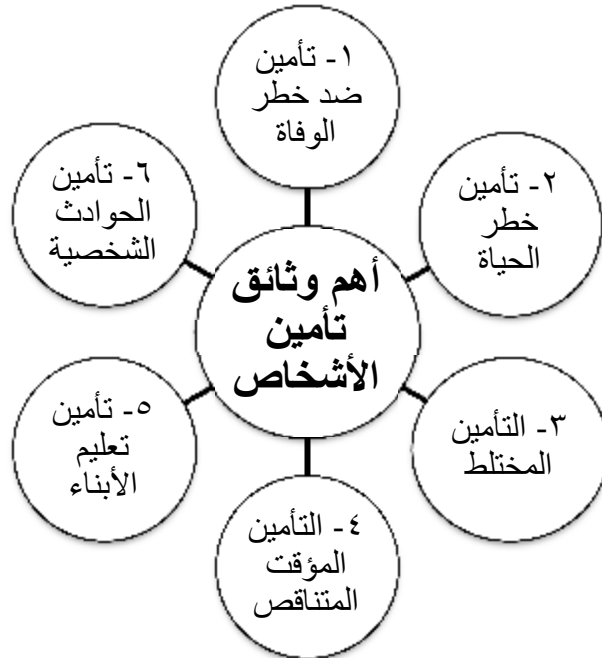 أهم وثائق
تأمين
الأشخاص
١- تأمين
ضد خطر
الوفاة
٢- تأمين
خطر
الحياة
٣- التأمين
المختلط
٤- التأمين
المؤقت
المتناقص
٥- تأمين
تعليم
الأبناء
٦- تأمين
الحوادث
الشخصية